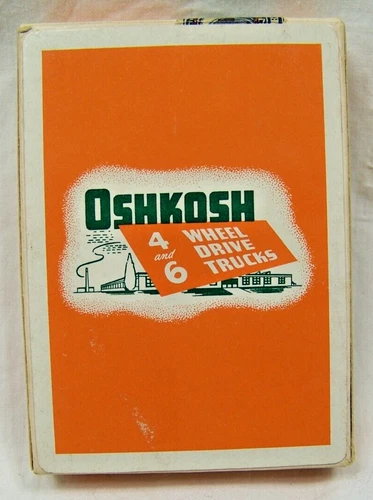 OSHKOSH
4 and 6
WHEEL
DRIVE
TRUCKS